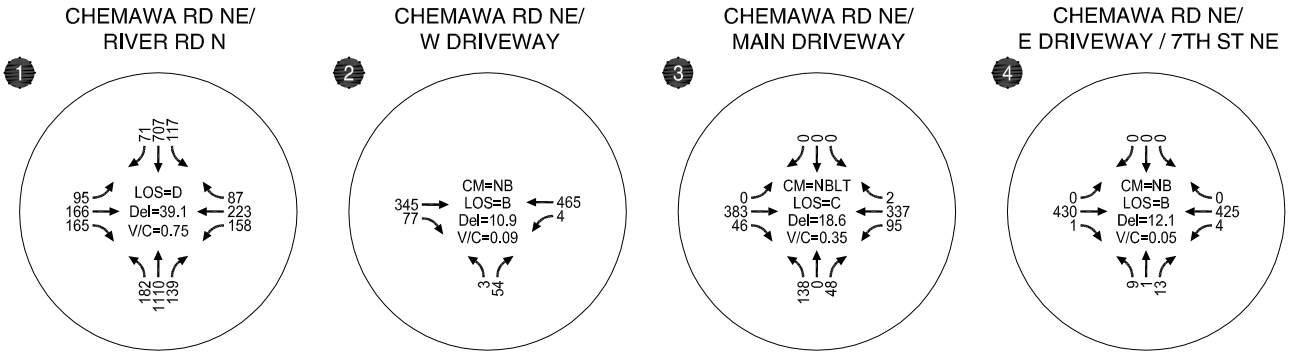 CHEMAWA RD NE/
RIVER RD N
1
71 707 117
95
166
165
LOS=D
Del=39.1
V/C=0.75
87
223
158
182 1110 139
CHEMAWA RD NE/
W DRIVEWAY
2
345
77
CM=NB
LOS=B
Del=10.9
V/C=0.09
465
4
3 54
CHEMAWA RD NE/
MAIN DRIVEWAY
3
0 0 0
0
383
46
CM=NBLT
LOS=C
Del=18.6
V/C=0.35
2
337
95
138 0 48
CHEMAWA RD NE/
E DRIVEWAY / 7TH ST NE
4
0 0 0
0
430
1
CM=NB
LOS=B
Del=12.1
V/C=0.05
0
425
4
9 1 13